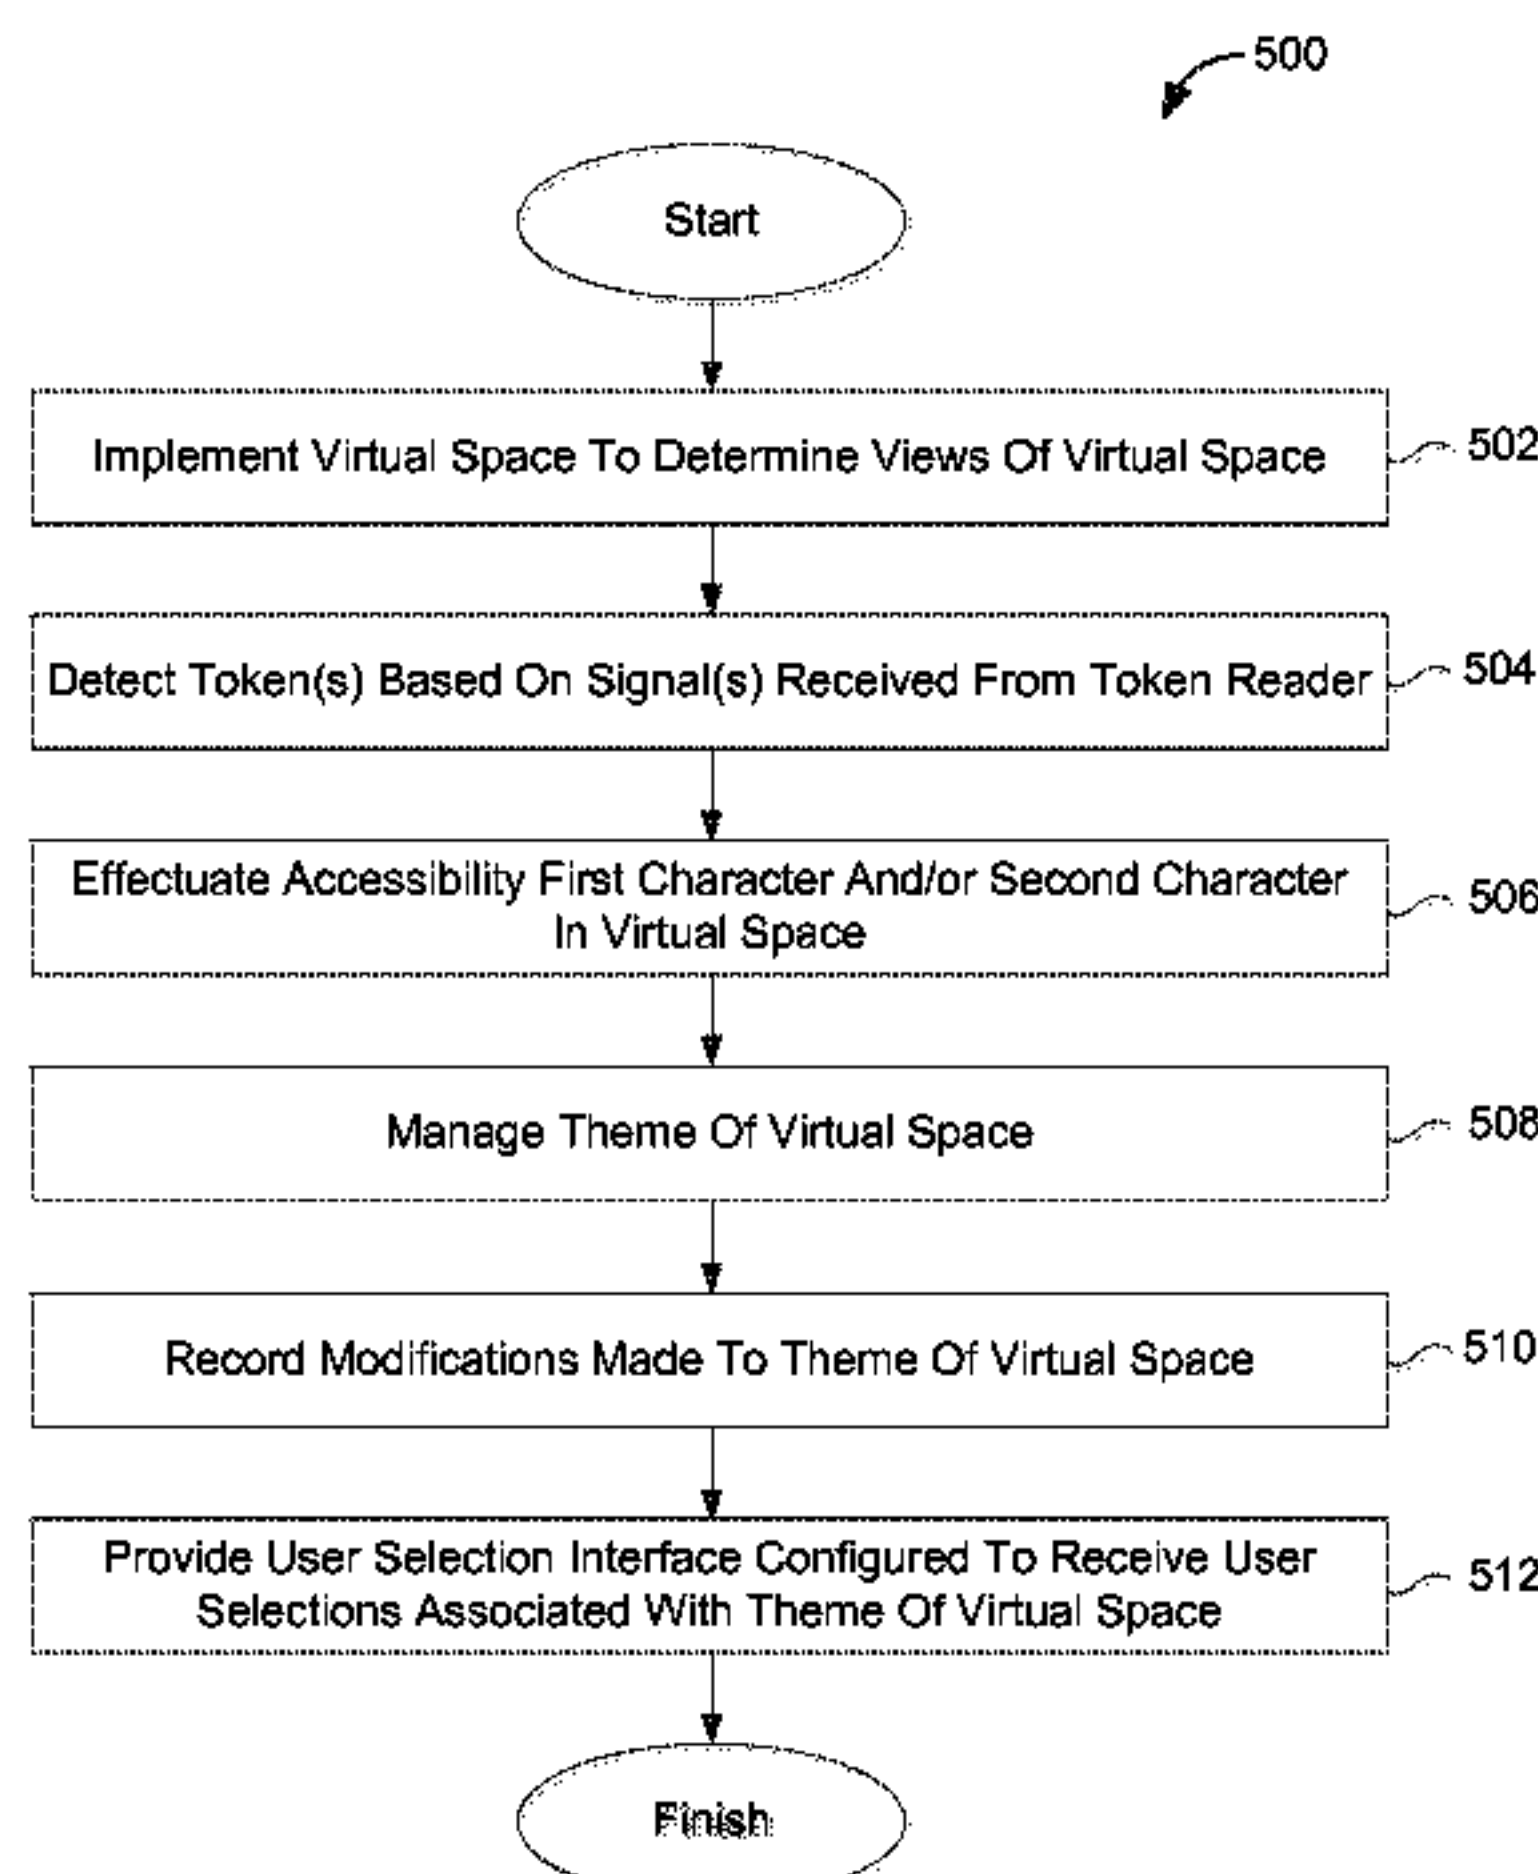 500
Start
Implement Virtual Space To Determine Views Of Virtual Space
502
Detect Token(s) Based On Signal(s) Received From Token Reader
504
Effectuate Accessibility First Character And/or Second Character
In Virtual Space
506
Manage Theme Of Virtual Space
508
Record Modifications Made To Theme Of Virtual Space
510
Provide User Selection Interface Configured To Receive User
Selections Associated With Theme Of Virtual Space
512
Finish